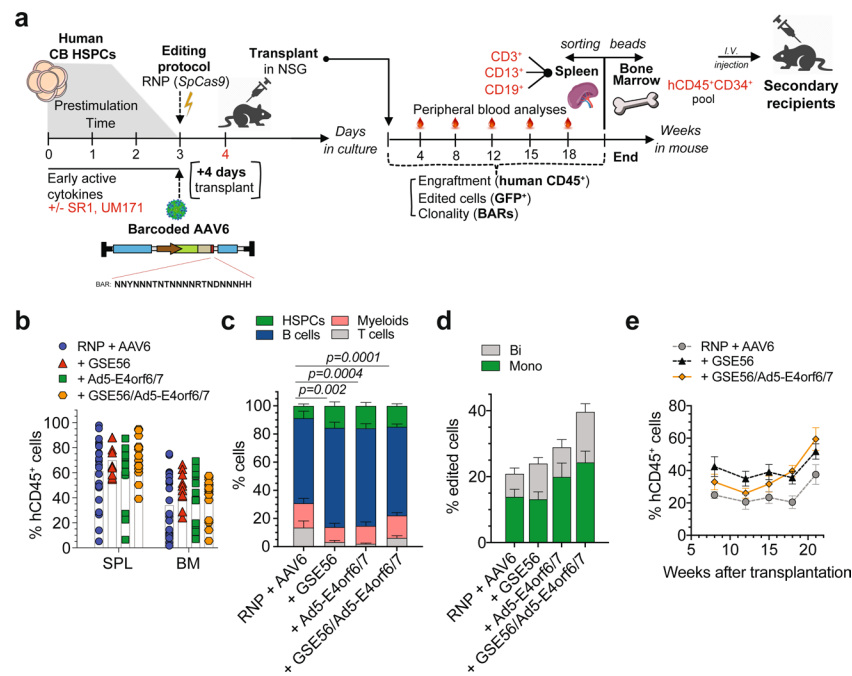 a
Human
CB HSPCs
Editing
protocol
RNP (SpCas9)
Transplant
in NSG
Prestimulation
Time
0 1 2 3 4
Days
in culture
Early active
cytokines
+/- SR1, UM171
+4 days
transplant
Barcoded AAV6
BAR: NNYNNNTNTNNNNRTNDNNNHH
CD3⁺
CD13⁺
CD19⁺
sorting
beads
Spleen
Bone
Marrow
hCD45⁺CD34⁺
pool
I.V.
injection
Secondary
recipients
Peripheral blood analyses
4 8 12 15 18
End
Weeks
in mouse
Engraftment (human CD45⁺)
Edited cells (GFP⁺)
Clonality (BARs)
b
RNP + AAV6
+ GSE56
+ Ad5-E4orf6/7
+ GSE56/Ad5-E4orf6/7
% hCD45⁺ cells
100
80
60
40
20
0
SPL BM
c
HSPCs Myeloids
B cells T cells
p=0.0001
p=0.0004
p=0.002
% cells
100
80
60
40
20
0
RNP + AAV6
+ GSE56
+ Ad5-E4orf6/7
+ GSE56/Ad5-E4orf6/7
d
Bi
Mono
% edited cells
40
20
0
RNP + AAV6
+ GSE56
+ Ad5-E4orf6/7
+ GSE56/Ad5-E4orf6/7
e
RNP + AAV6
+ GSE56
+ GSE56/Ad5-E4orf6/7
% hCD45⁺ cells
80
60
40
20
0
5 10 15 20
Weeks after transplantation